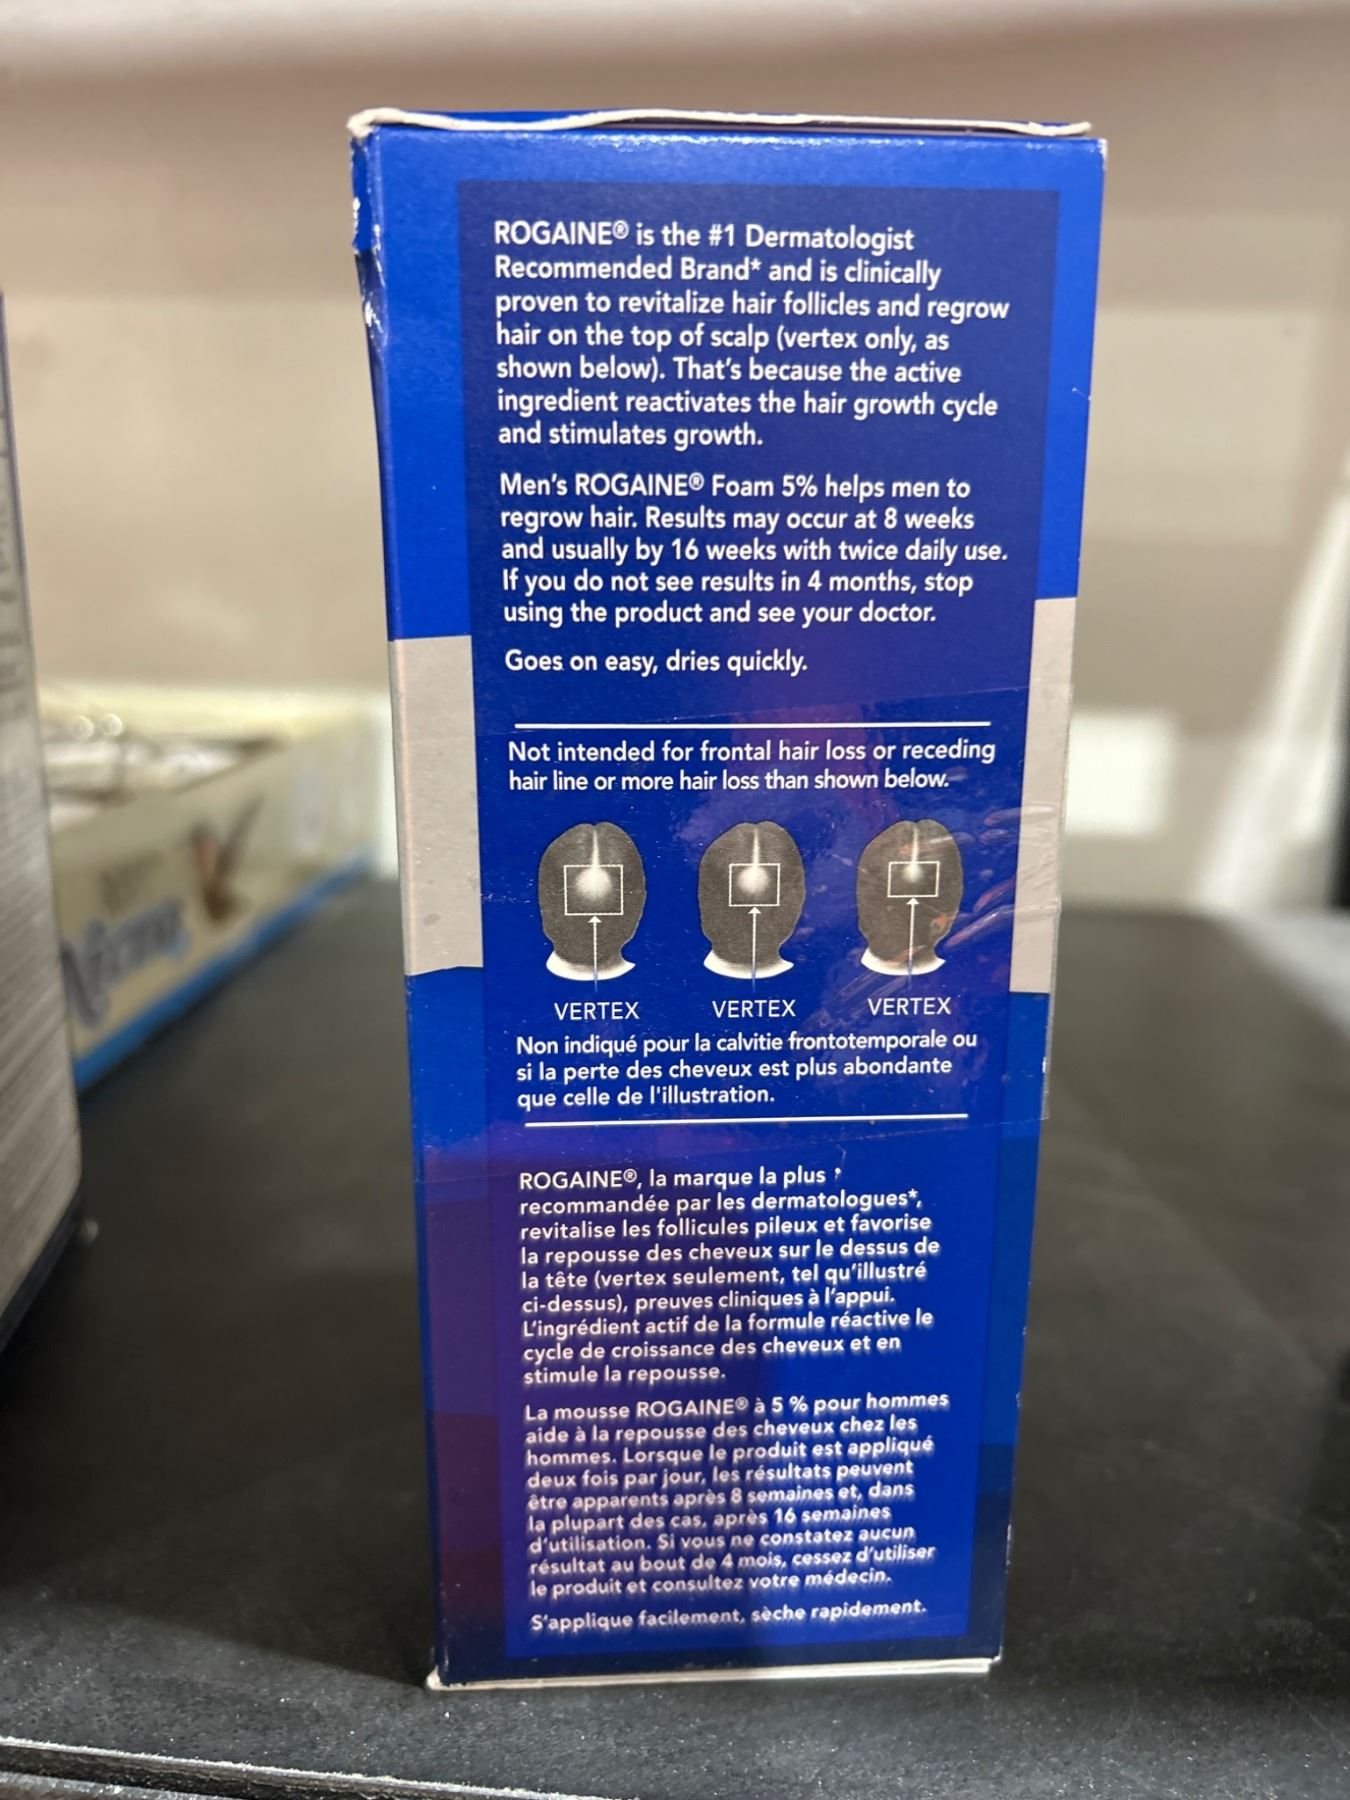 ROGAINE® is the #1 Dermatologist
Recommended Brand* and is clinically
proven to revitalize hair follicles and regrow
hair on the top of scalp (vertex only, as
shown below). That's because the active
ingredient reactivates the hair growth cycle
and stimulates growth.
Men's ROGAINE® Foam 5% helps men to
regrow hair. Results may occur at 8 weeks
and usually by 16 weeks with twice daily use.
If you do not see results in 4 months, stop
using the product and see your doctor.
Goes on easy, dries quickly.
Not intended for frontal hair loss or receding
hair line or more hair loss than shown below.
VERTEX VERTEX VERTEX
Non indiqué pour la calvitie frontotemporale ou
si la perte des cheveux est plus abondante
que celle de l'illustration.
ROGAINE®, la marque la plus
recommandée par les dermatologues*,
revitalise les follicules pileux et favorise
la repousse des cheveux sur le dessus de
la tête (vertex seulement, tel qu'illustré
ci-dessus), preuves cliniques à l'appui.
L'ingrédient actif de la formule réactive le
cycle de croissance des cheveux et en
stimule la repousse.
La mousse ROGAINE® à 5 % pour hommes
aide à la repousse des cheveux chez les
hommes. Lorsque le produit est appliqué
deux fois par jour, les résultats peuvent
être apparents après 8 semaines et, dans
la plupart des cas, après 16 semaines
d'utilisation. Si vous ne constatez aucun
résultat au bout de 4 mois, cessez d'utiliser
le produit et consultez votre médecin.
S'applique facilement, sèche rapidement.